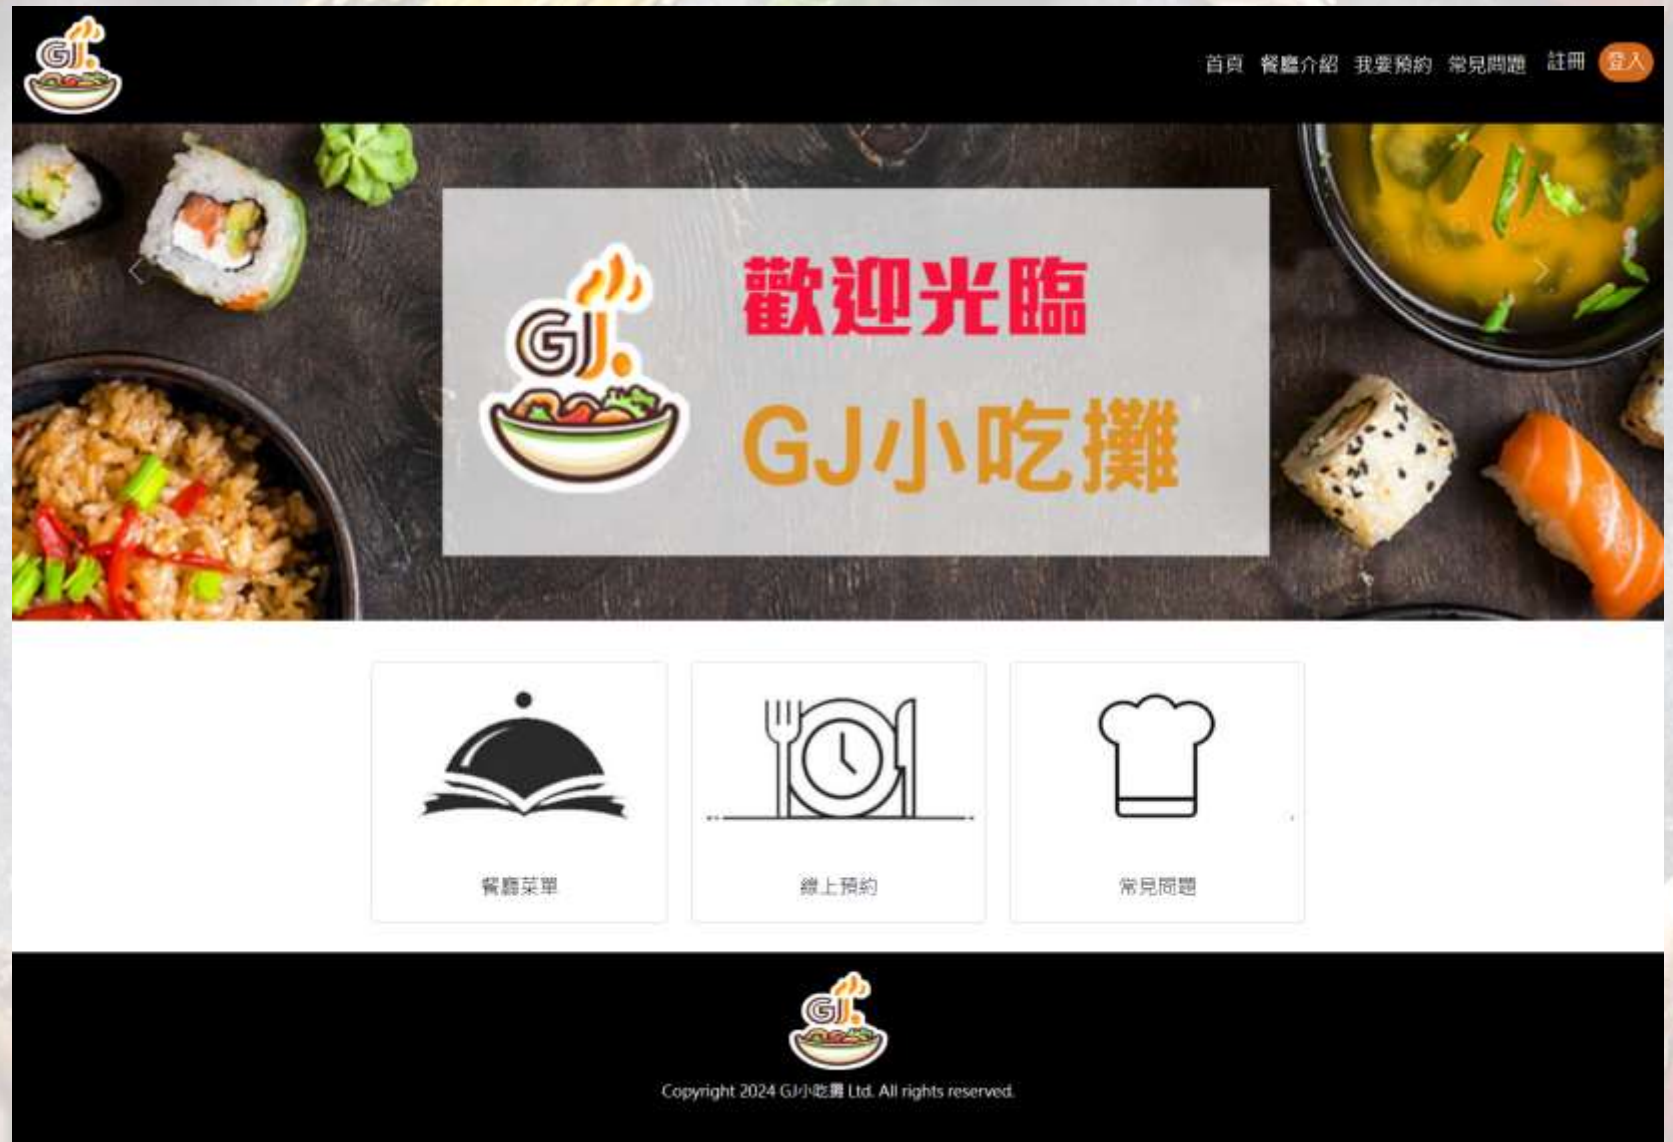 GJ.
首頁 餐廳介紹 我要預約 常見問題 註冊 登入
GJ.
歡迎光臨
GJ小吃攤
餐廳菜單
線上預約
常見問題
GJ.
Copyright 2024 GJ小吃攤 Ltd. All rights reserved.